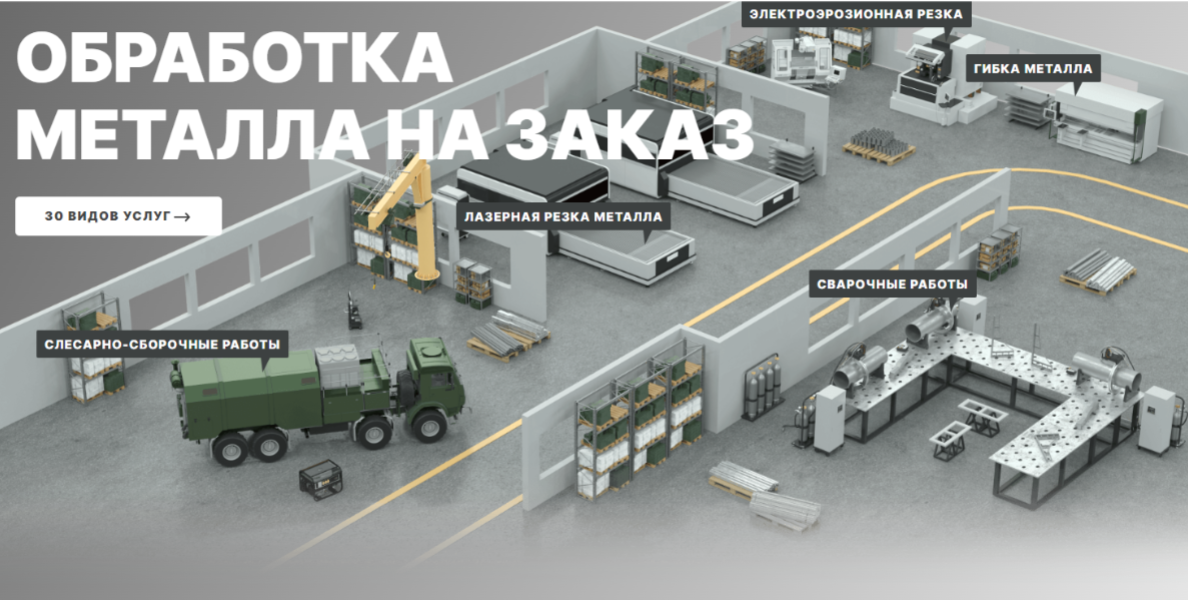 ОБРАБОТКА
МЕТАЛЛА НА ЗАКАЗ
30 ВИДОВ УСЛУГ→
ЭЛЕКТРОЭРОЗИОННАЯ РЕЗКА
ГИБКА МЕТАЛЛА
ЛАЗЕРНАЯ РЕЗКА МЕТАЛЛА
СВАРОЧНЫЕ РАБОТЫ
СЛЕСАРНО-СБОРОЧНЫЕ РАБОТЫ